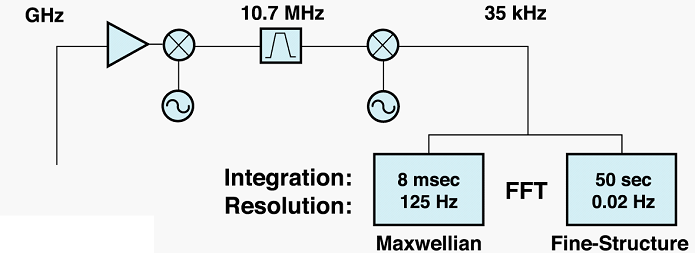 GHz 10.7 MHz 35 kHz
Integration: 8 msec FFT 50 sec
Resolution: 125 Hz 0.02 Hz
Maxwellian Fine-Structure